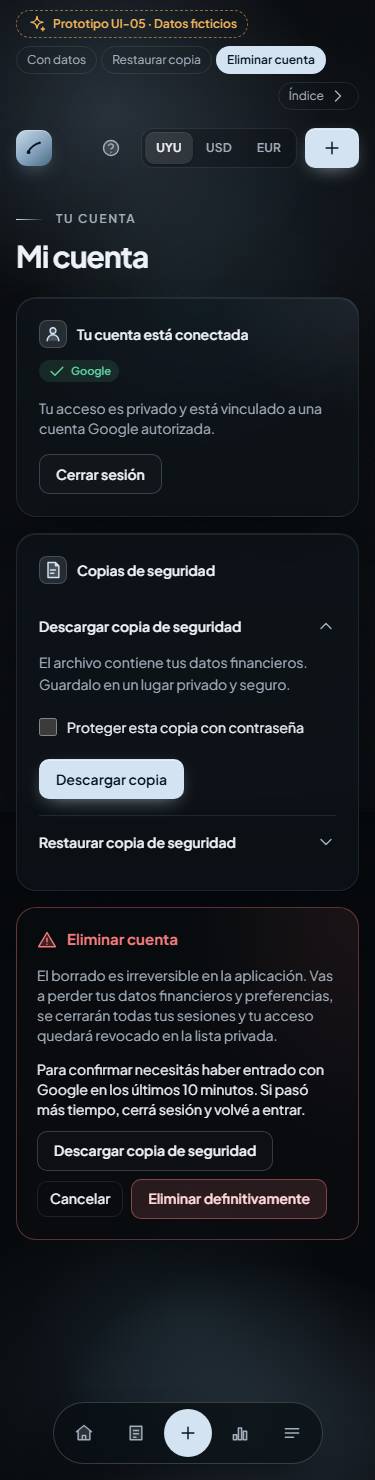 Prototipo UI-05 · Datos ficticios
Con datos
Restaurar copia
Eliminar cuenta
Índice
UYU
USD
EUR
TU CUENTA
Mi cuenta
Tu cuenta está conectada
Google
Tu acceso es privado y está vinculado a una
cuenta Google autorizada.
Cerrar sesión
Copias de seguridad
Descargar copia de seguridad
El archivo contiene tus datos financieros.
Guardalo en un lugar privado y seguro.
Proteger esta copia con contraseña
Descargar copia
Restaurar copia de seguridad
Eliminar cuenta
El borrado es irreversible en la aplicación. Vas
a perder tus datos financieros y preferencias,
se cerrarán todas tus sesiones y tu acceso
quedará revocado en la lista privada.
Para confirmar necesitás haber entrado con
Google en los últimos 10 minutos. Si pasó
más tiempo, cerrá sesión y volvé a entrar.
Descargar copia de seguridad
Cancelar
Eliminar definitivamente